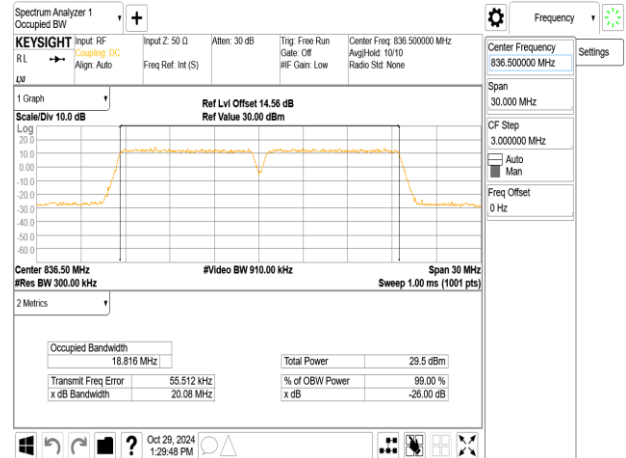 Spectrum Analyzer 1
Occupied BW
+
KEYSIGHT
RL
LXI
Input: RF
Coupling: DC
Align: Auto
Input Z: 50 Ω
Freq Ref: Int (S)
Atten: 30 dB
Trig: Free Run
Gate: Off
#IF Gain: Low
Center Freq: 836.500000 MHz
Avg|Hold: 10/10
Radio Std: None
1 Graph
Scale/Div 10.0 dB
Ref Lvl Offset 14.56 dB
Ref Value 30.00 dBm
Log
20.0
10.0
0.00
-10.0
-20.0
-30.0
-40.0
-50.0
-60.0
Center 836.50 MHz
#Res BW 300.00 kHz
#Video BW 910.00 kHz
Span 30 MHz
Sweep 1.00 ms (1001 pts)
2 Metrics
Occupied Bandwidth
18.816 MHz
Transmit Freq Error 55.512 kHz
x dB Bandwidth 20.08 MHz
Total Power 29.5 dBm
% of OBW Power 99.00 %
x dB -26.00 dB
?
Oct 29, 2024
1:29:48 PM
Frequency
Settings
Center Frequency
836.500000 MHz
Span
30.000 MHz
CF Step
3.000000 MHz
Auto
Man
Freq Offset
0 Hz